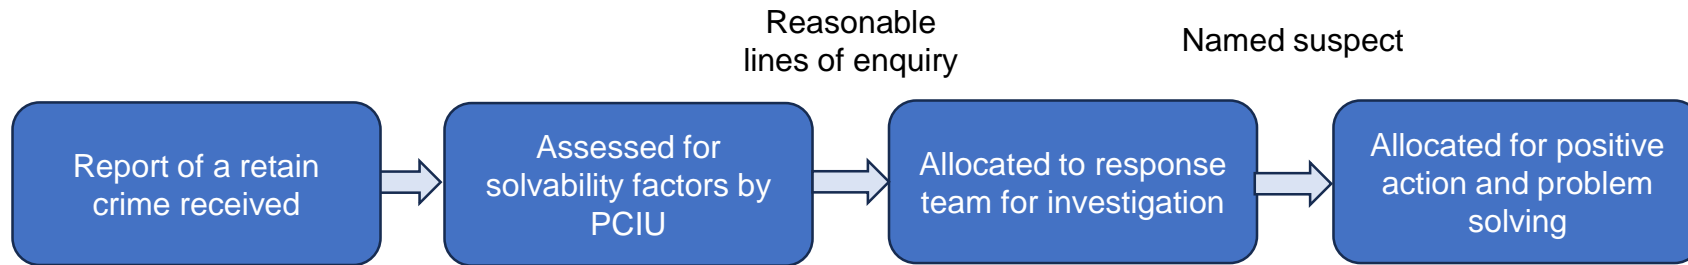 Reasonable
lines of enquiry
Named suspect
Report of a retain
crime received
Assessed for
solvability factors by
PCIU
Allocated to response
team for investigation
Allocated for positive
action and problem
solving